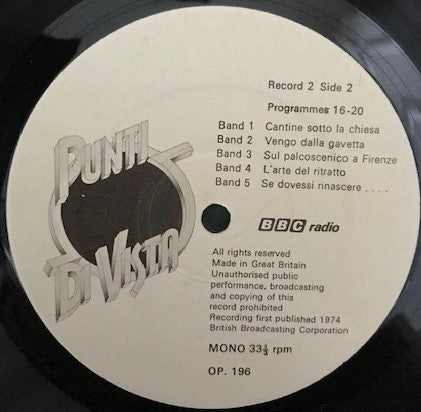 Record 2 Side 2
Programmes 16-20
Band 1 Cantine sotto la chiesa
Band 2 Vengo dalla gavetta
Band 3 Sul palcoscenico a Firenze
Band 4 L'arte del ritratto
Band 5 Se dovessi rinascere ....
PUNTI
DI VISTA
BBC radio
All rights reserved
Made in Great Britain
Unauthorised public
performance, broadcasting
and copying of this
record prohibited
Recording first published 1974
British Broadcasting Corporation
MONO 33⅓ rpm
OP. 196